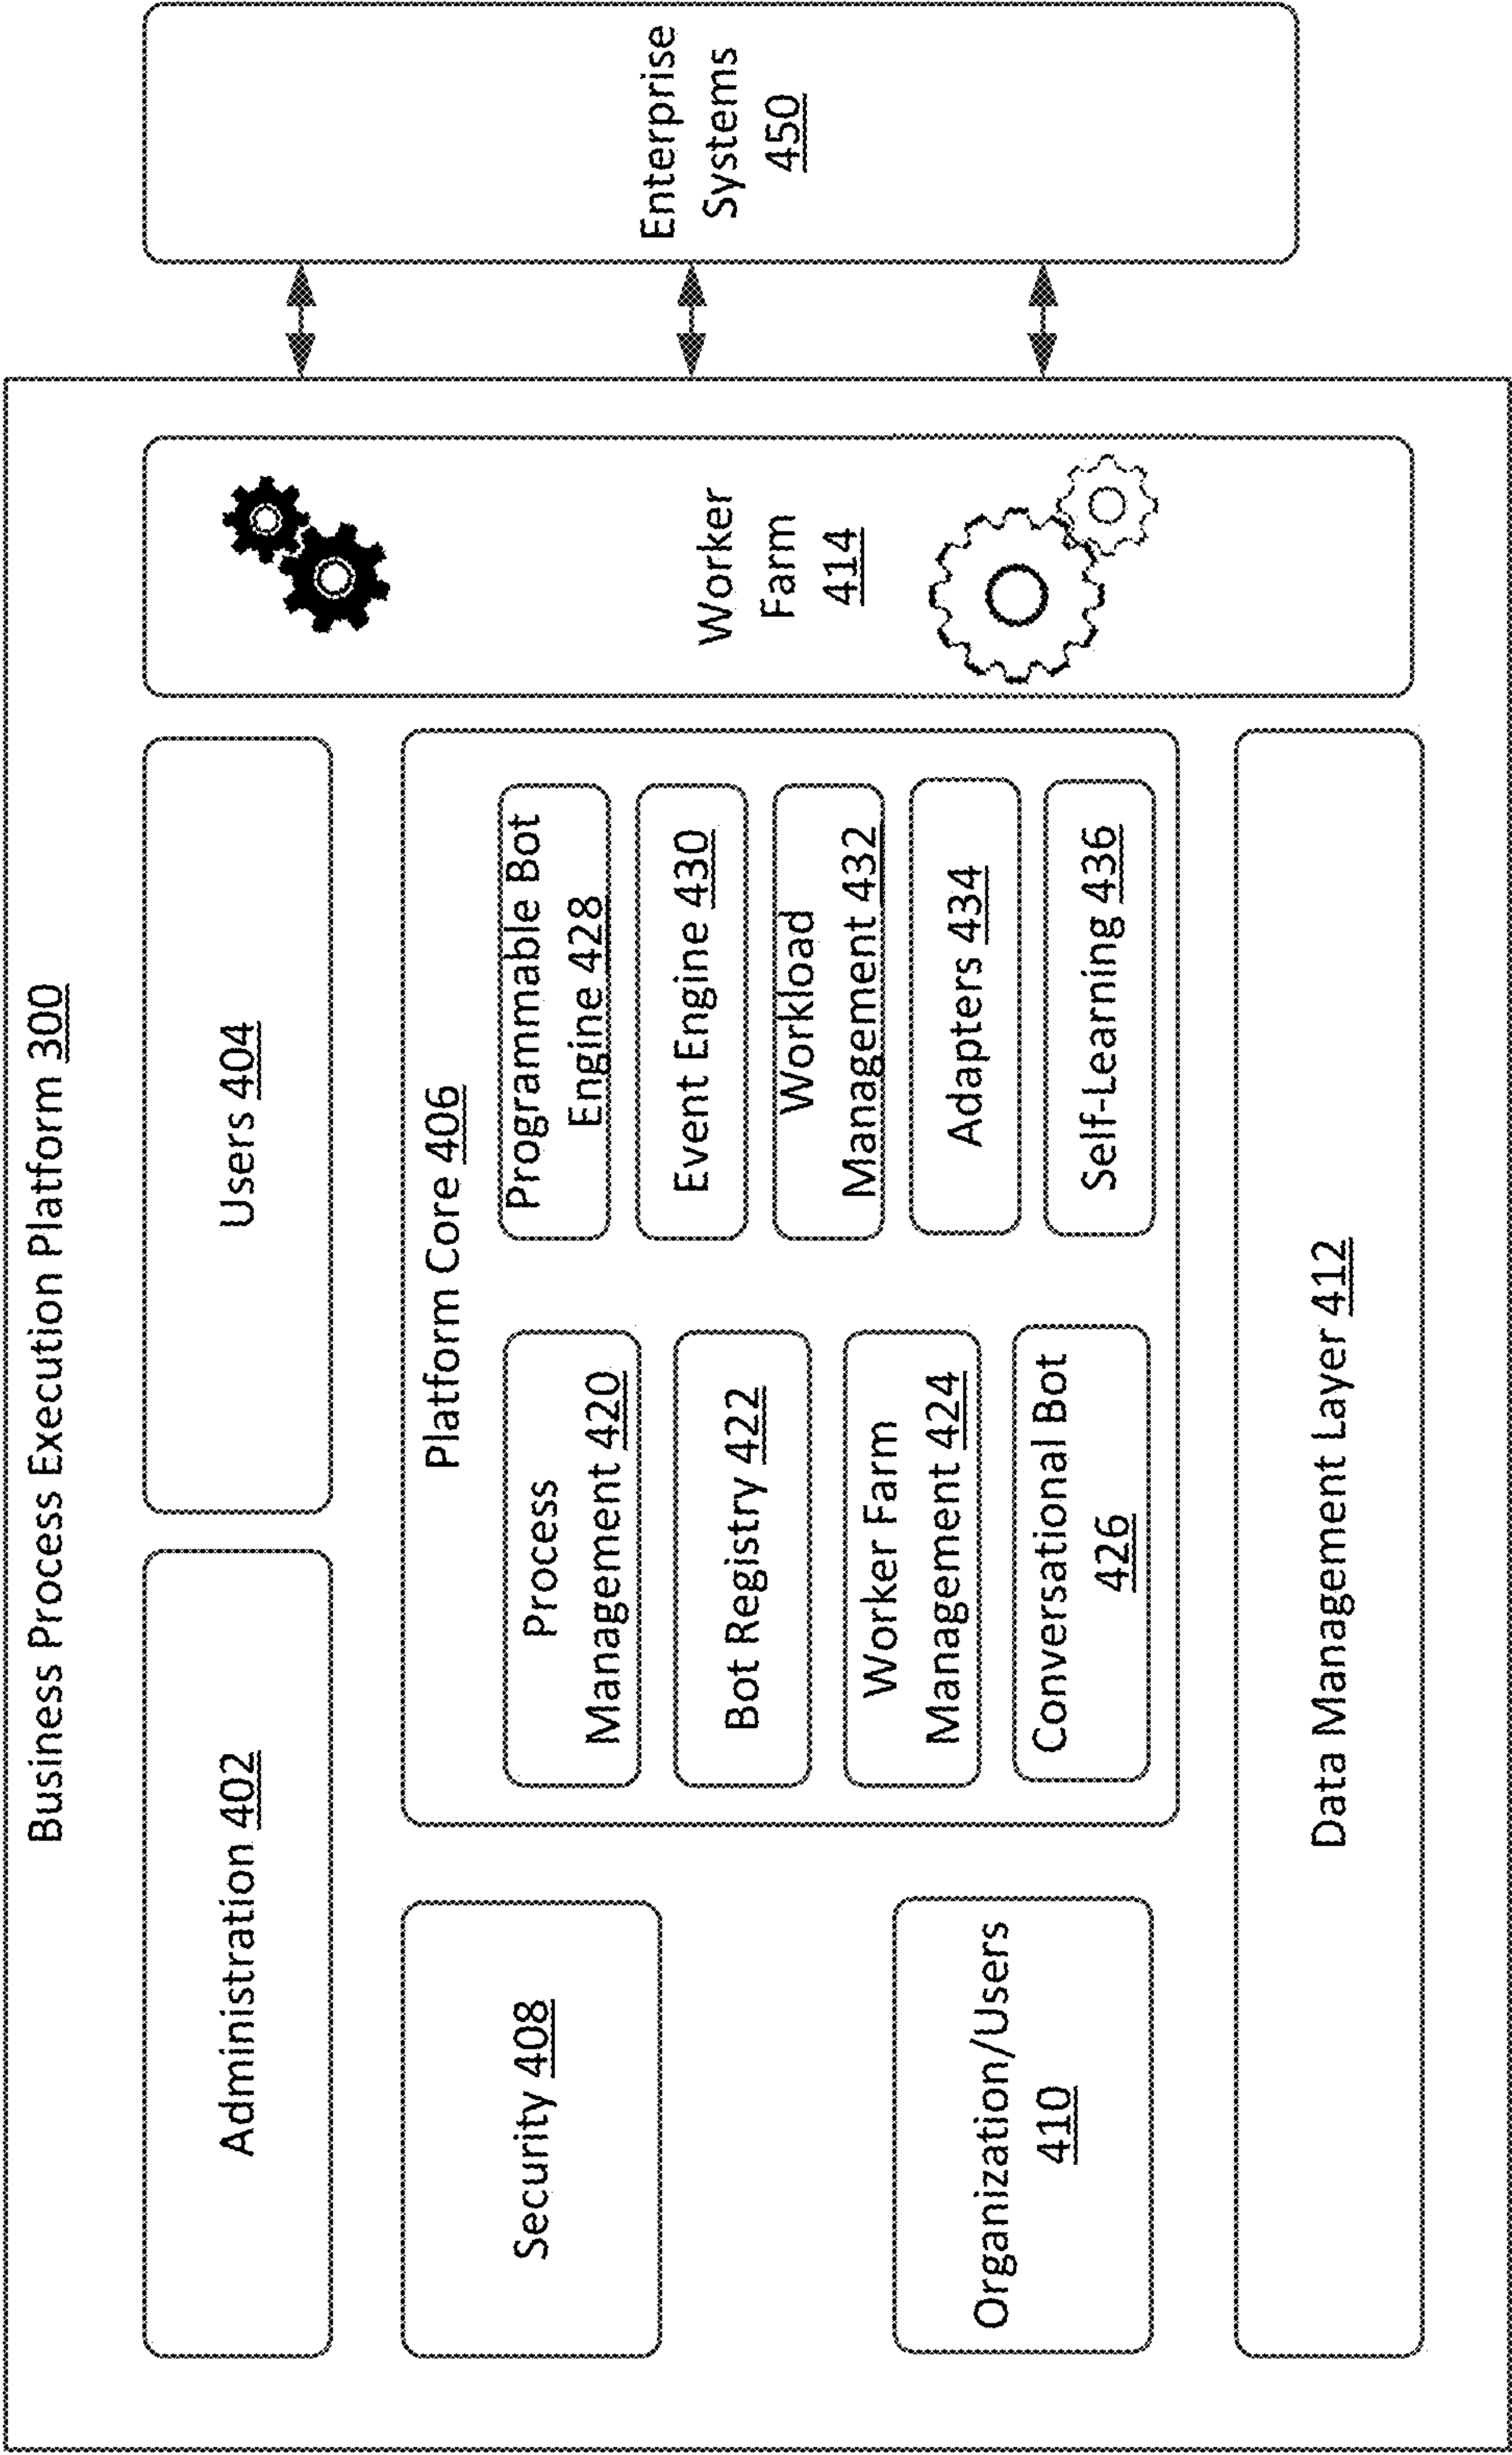 Business Process Execution Platform 300
Administration 402
Users 404
Security 408
Organization/Users
410
Platform Core 406
Process
Management 420
Bot Registry 422
Worker Farm
Management 424
Conversational Bot
426
Programmable Bot
Engine 428
Event Engine 430
Workload
Management 432
Adapters 434
Self-Learning 436
Data Management Layer 412
Worker
Farm
414
Enterprise
Systems
450